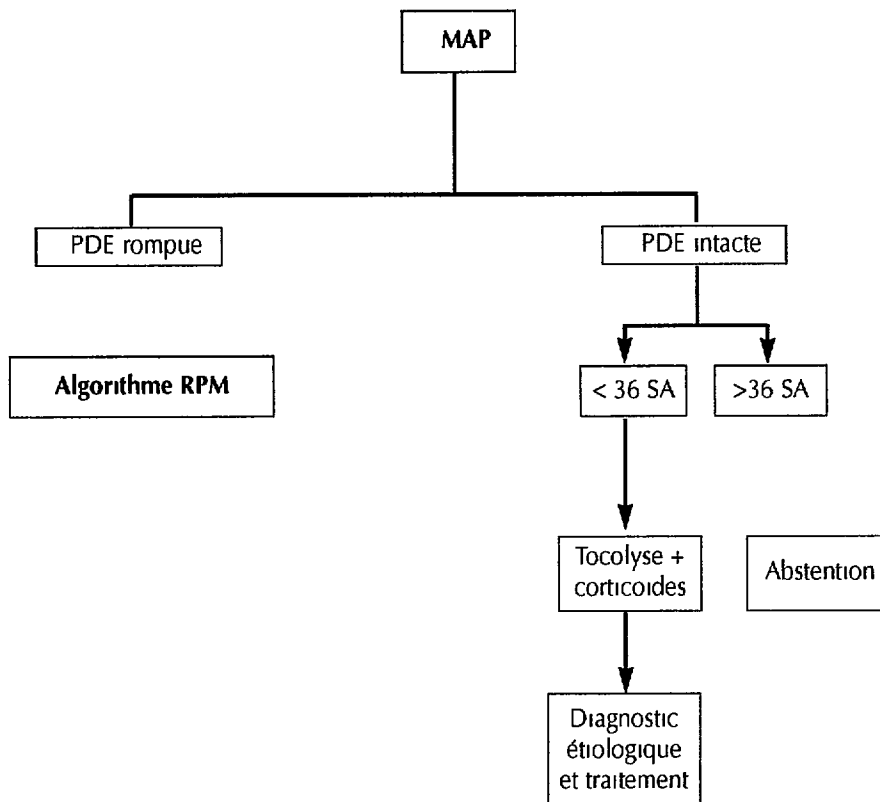 MAP
PDE rompue
PDE intacte
Algorithme RPM
< 36 SA
>36 SA
Tocolyse +
corticoides
Abstention
Diagnostic
étiologique
et traitement